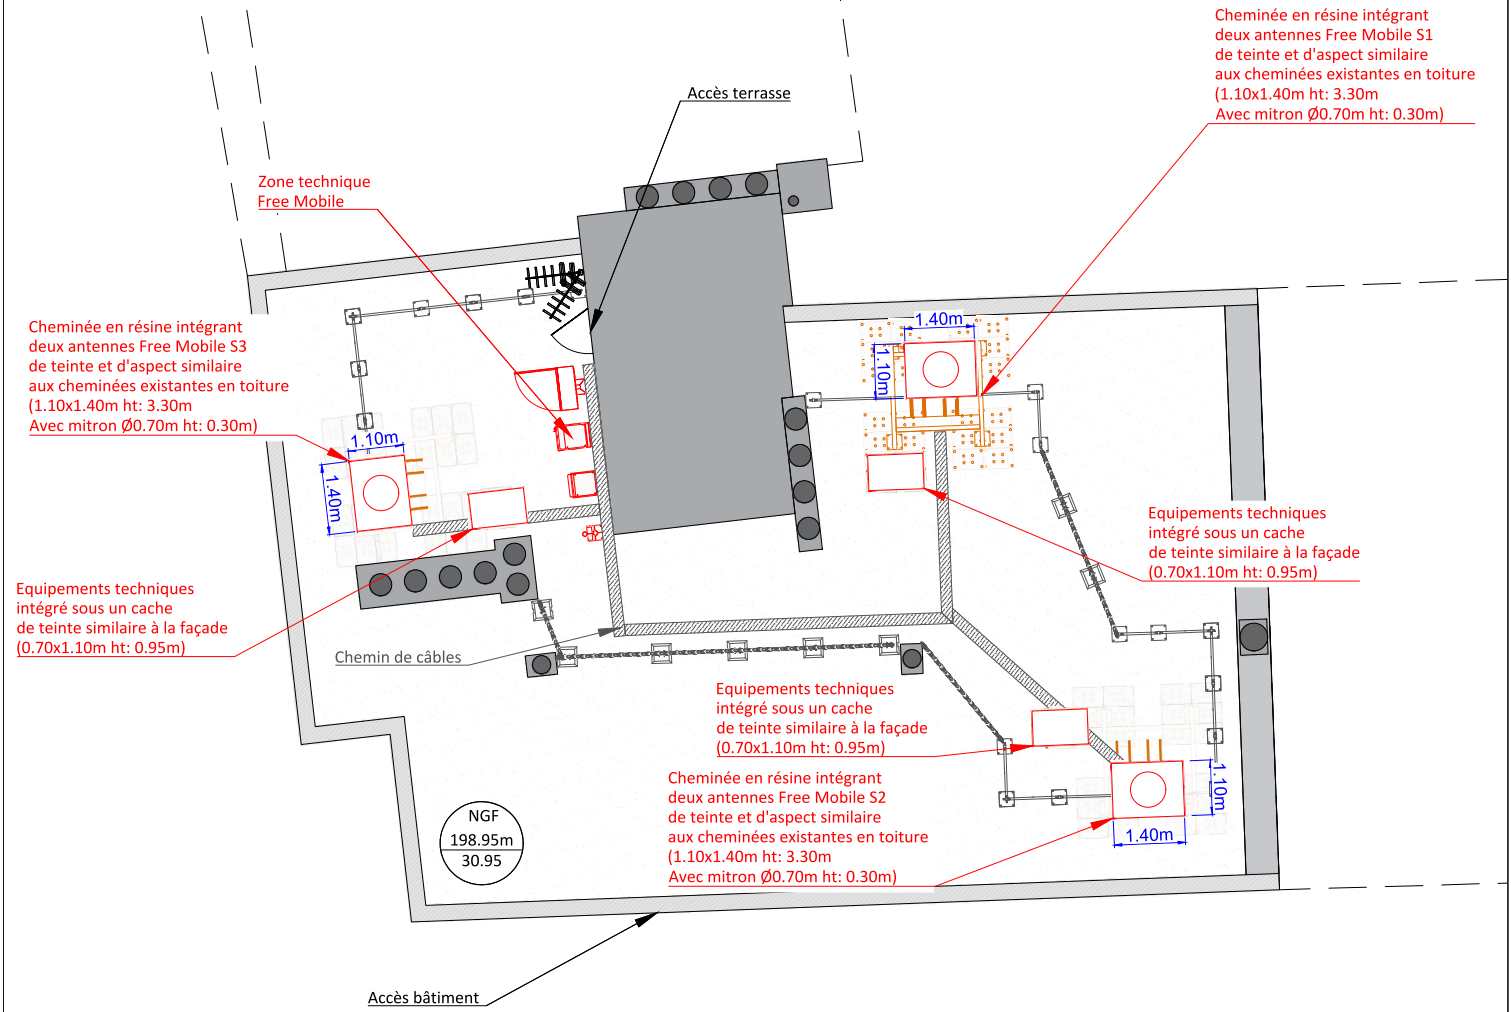 Cheminée en résine intégrant
deux antennes Free Mobile S1
de teinte et d'aspect similaire
aux cheminées existantes en toiture
(1.10x1.40m ht: 3.30m
Avec mitron Ø0.70m ht: 0.30m)
Accès terrasse
Zone technique
Free Mobile
Cheminée en résine intégrant
deux antennes Free Mobile S3
de teinte et d'aspect similaire
aux cheminées existantes en toiture
(1.10x1.40m ht: 3.30m
Avec mitron Ø0.70m ht: 0.30m)
1.40m
1.10m
1.10m
1.40m
Equipements techniques
intégré sous un cache
de teinte similaire à la façade
(0.70x1.10m ht: 0.95m)
Equipements techniques
intégré sous un cache
de teinte similaire à la façade
(0.70x1.10m ht: 0.95m)
Chemin de câbles
Equipements techniques
intégré sous un cache
de teinte similaire à la façade
(0.70x1.10m ht: 0.95m)
Cheminée en résine intégrant
deux antennes Free Mobile S2
de teinte et d'aspect similaire
aux cheminées existantes en toiture
(1.10x1.40m ht: 3.30m
Avec mitron Ø0.70m ht: 0.30m)
1.10m
1.40m
NGF
198.95m
30.95
Accès bâtiment